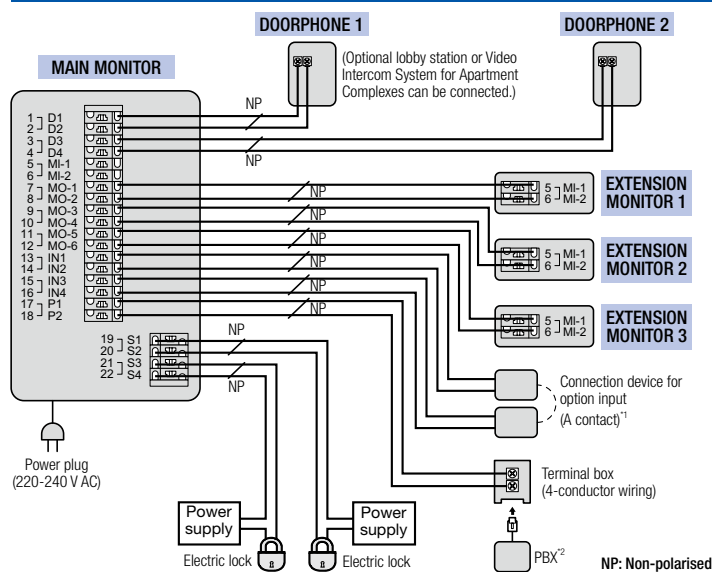 DOORPHONE 1
DOORPHONE 2
MAIN MONITOR
(Optional lobby station or Video
Intercom System for Apartment
Complexes can be connected.)
NP
NP
1 D1
2 D2
3 D3
4 D4
5 MI-1
6 MI-2
7 MO-1
8 MO-2
9 MO-3
10 MO-4
11 MO-5
12 MO-6
13 IN1
14 IN2
15 IN3
16 IN4
17 P1
18 P2
NP
NP
NP
NP
NP
5 MI-1
6 MI-2
EXTENSION
MONITOR 1
5 MI-1
6 MI-2
EXTENSION
MONITOR 2
5 MI-1
6 MI-2
EXTENSION
MONITOR 3
19 S1
20 S2
21 S3
22 S4
NP
NP
Connection device for
option input
(A contact)*1
Power plug
(220-240 V AC)
Terminal box
(4-conductor wiring)
Power
supply
Electric lock
Power
supply
Electric lock
PBX*2
NP: Non-polarised